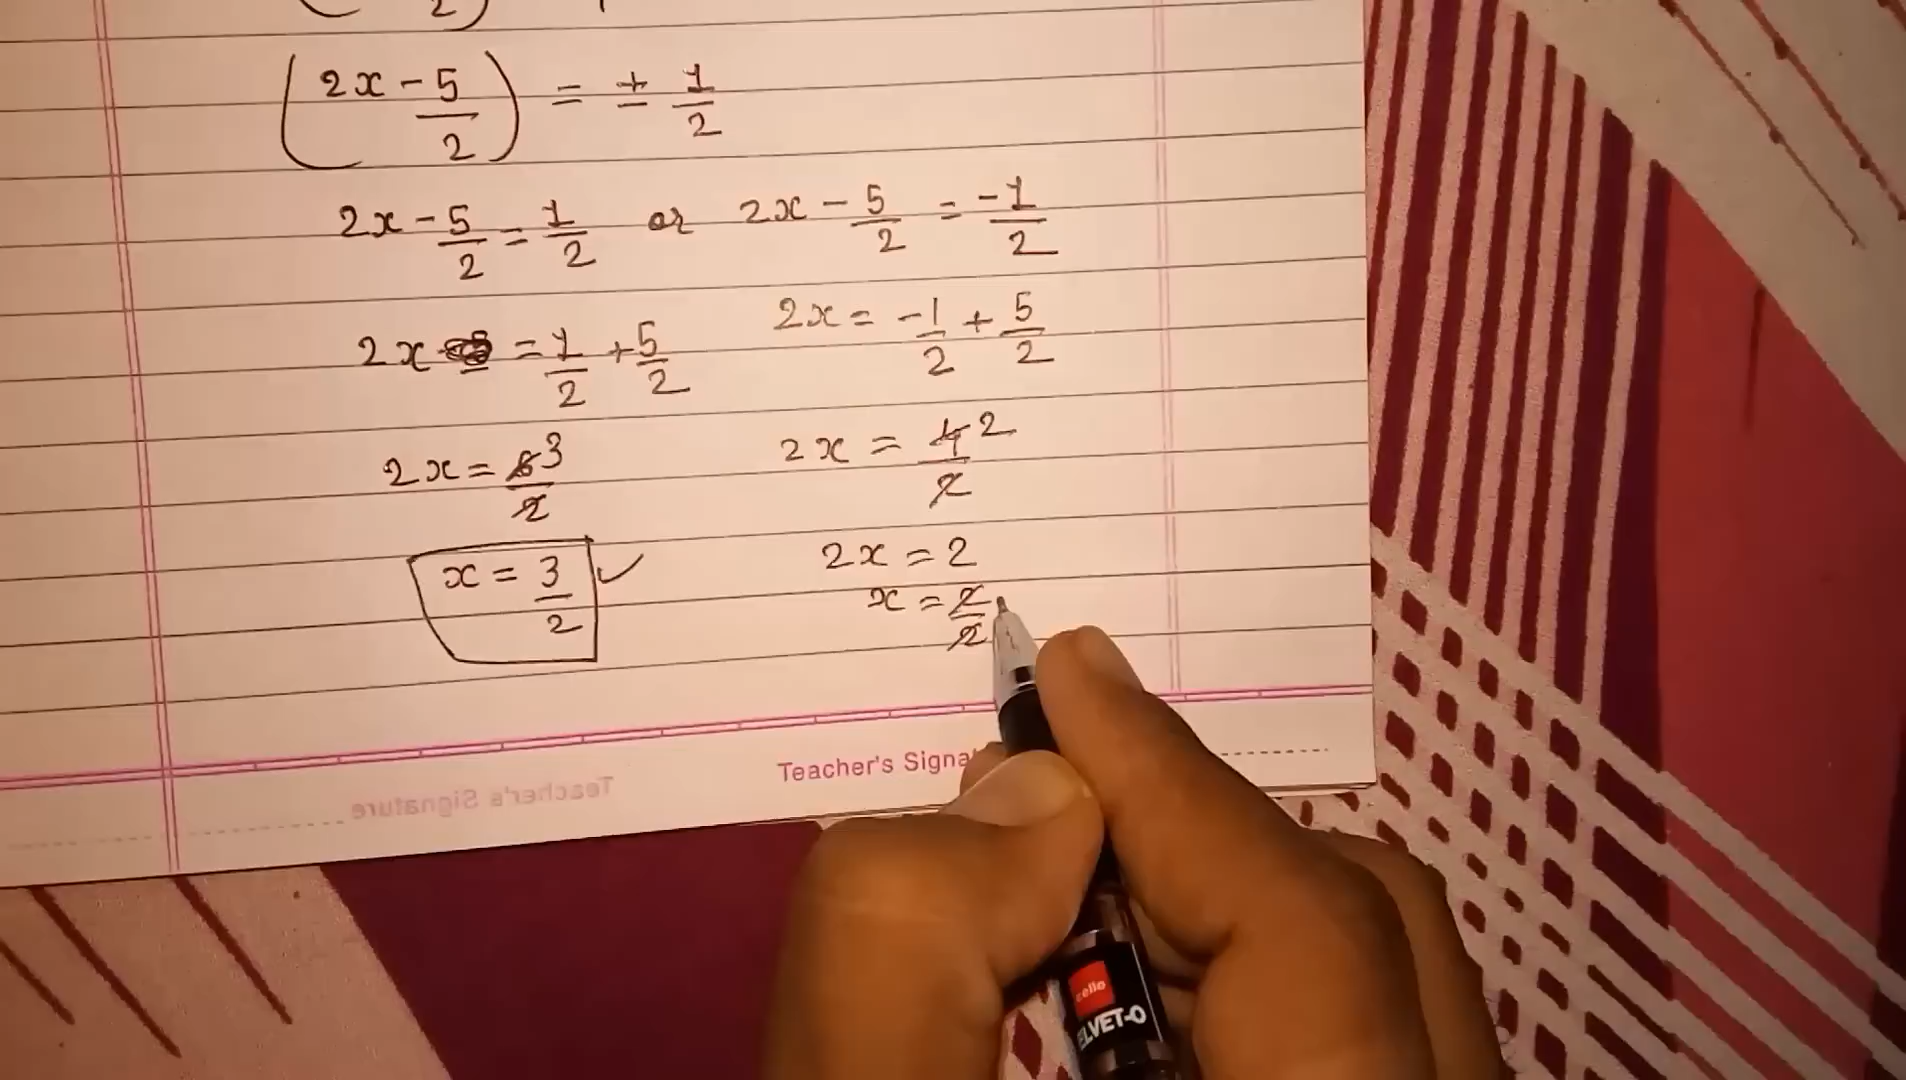 (2x - 5/2) = ± 1/2
2x - 5/2 = 1/2 or 2x - 5/2 = -1/2
2x = 1/2 + 5/2 2x = -1/2 + 5/2
2x = 6/2 3 2x = 4/2 2
x = 3/2 ✓ 2x = 2
x = 2/2
Teacher's Signa
Teacher's Signature
cello
ELVET-O